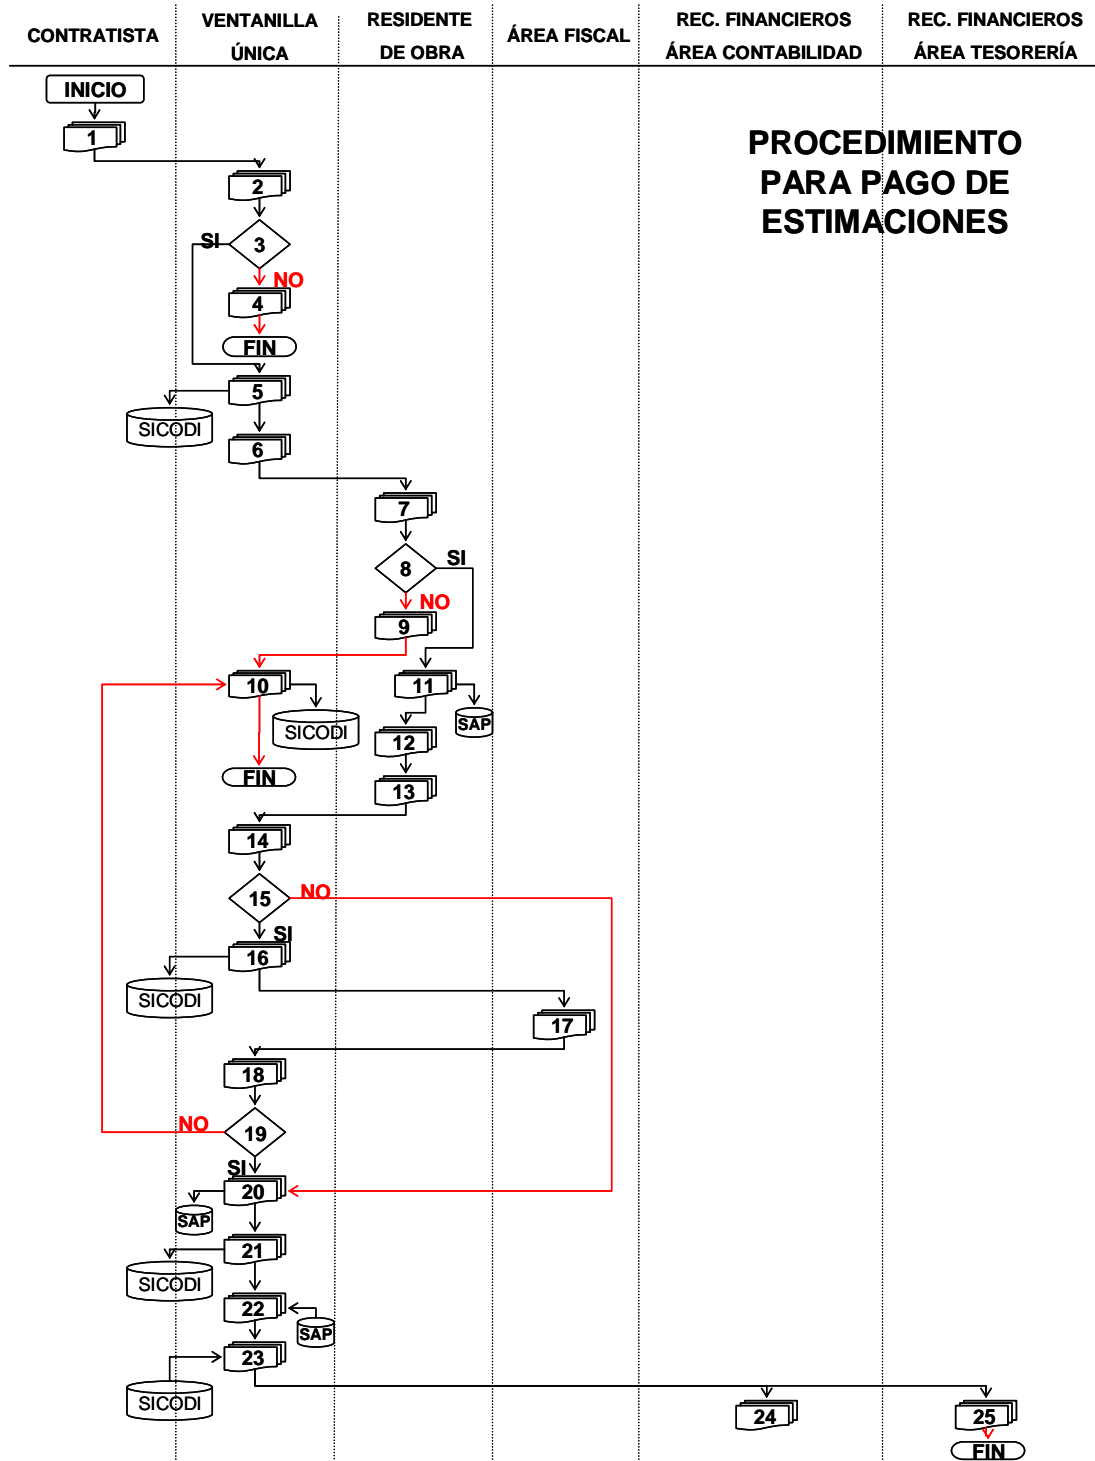 CONTRATISTA
VENTANILLA
ÚNICA
RESIDENTE
DE OBRA
ÁREA FISCAL
REC. FINANCIEROS
ÁREA CONTABILIDAD
REC. FINANCIEROS
ÁREA TESORERÍA
INICIO
PROCEDIMIENTO
PARA PAGO DE
ESTIMACIONES
1
2
SI
3
NO
4
FIN
5
SICODI
6
7
8
SI
NO
9
10
11
SICODI
SAP
12
FIN
13
14
15
NO
SI
16
SICODI
17
18
NO
19
SI
20
SAP
21
SICODI
22
SAP
23
SICODI
24
25
FIN